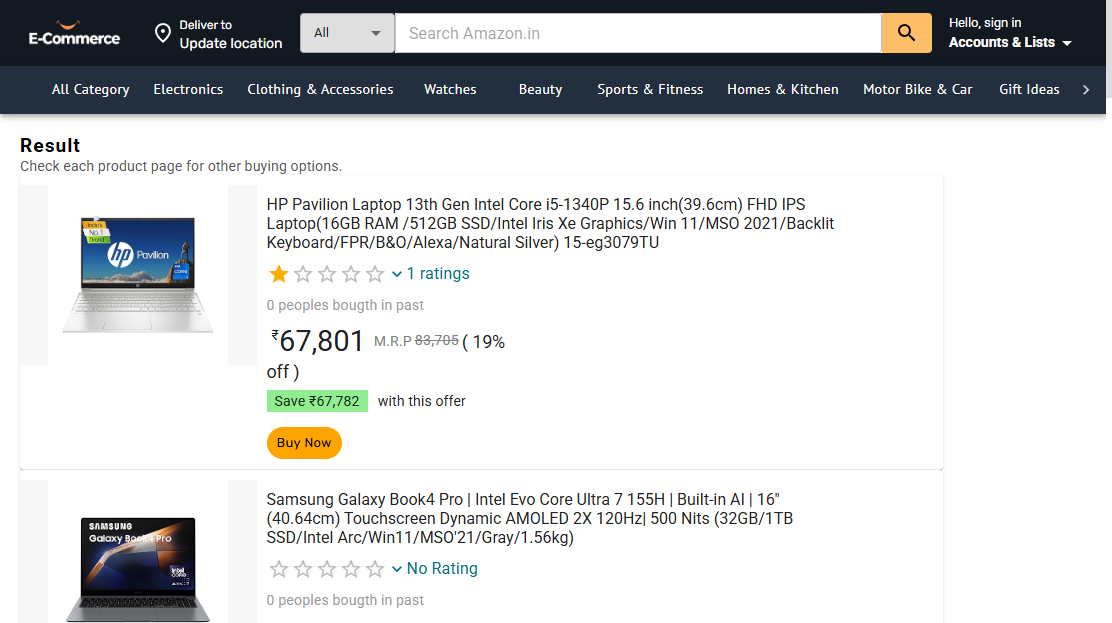 E-Commerce
Deliver to
Update location
All
Search Amazon.in
Hello, sign in
Accounts & Lists
All Category Electronics Clothing & Accessories Watches Beauty Sports & Fitness Homes & Kitchen Motor Bike & Car Gift Ideas
Result
Check each product page for other buying options.
India's
No.1
Brand
hp Pavilion
intel
CORE
HP Pavilion Laptop 13th Gen Intel Core i5-1340P 15.6 inch(39.6cm) FHD IPS
Laptop(16GB RAM /512GB SSD/Intel Iris Xe Graphics/Win 11/MSO 2021/Backlit
Keyboard/FPR/B&O/Alexa/Natural Silver) 15-eg3079TU
1 ratings
0 peoples bougth in past
₹67,801 M.R.P 83,705 ( 19%
off )
Save ₹67,782 with this offer
Buy Now
SAMSUNG
Galaxy Book4 Pro
intel
CORE
Samsung Galaxy Book4 Pro | Intel Evo Core Ultra 7 155H | Built-in AI | 16"
(40.64cm) Touchscreen Dynamic AMOLED 2X 120Hz| 500 Nits (32GB/1TB
SSD/Intel Arc/Win11/MSO'21/Gray/1.56kg)
No Rating
0 peoples bougth in past